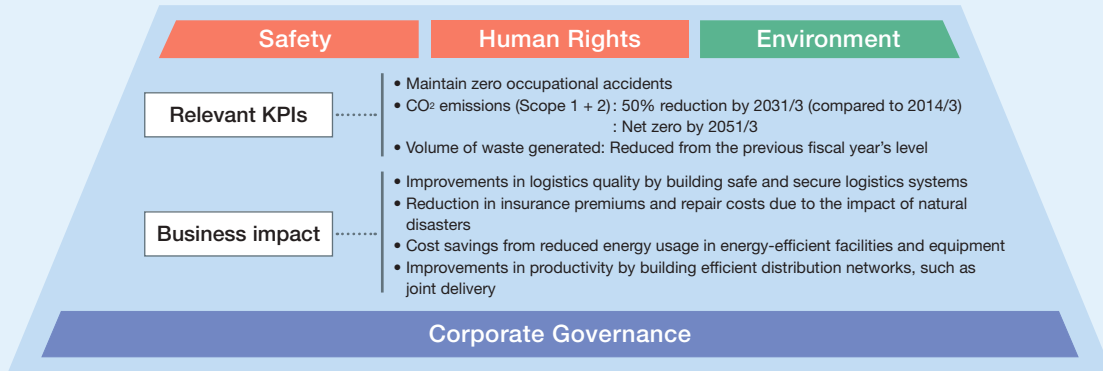 Safety
Human Rights
Environment
Relevant KPIs
• Maintain zero occupational accidents
• CO2 emissions (Scope 1 + 2) : 50% reduction by 2031/3 (compared to 2014/3)
: Net zero by 2051/3
• Volume of waste generated: Reduced from the previous fiscal year's level
Business impact
• Improvements in logistics quality by building safe and secure logistics systems
• Reduction in insurance premiums and repair costs due to the impact of natural
disasters
• Cost savings from reduced energy usage in energy-efficient facilities and equipment
• Improvements in productivity by building efficient distribution networks, such as
joint delivery
Corporate Governance